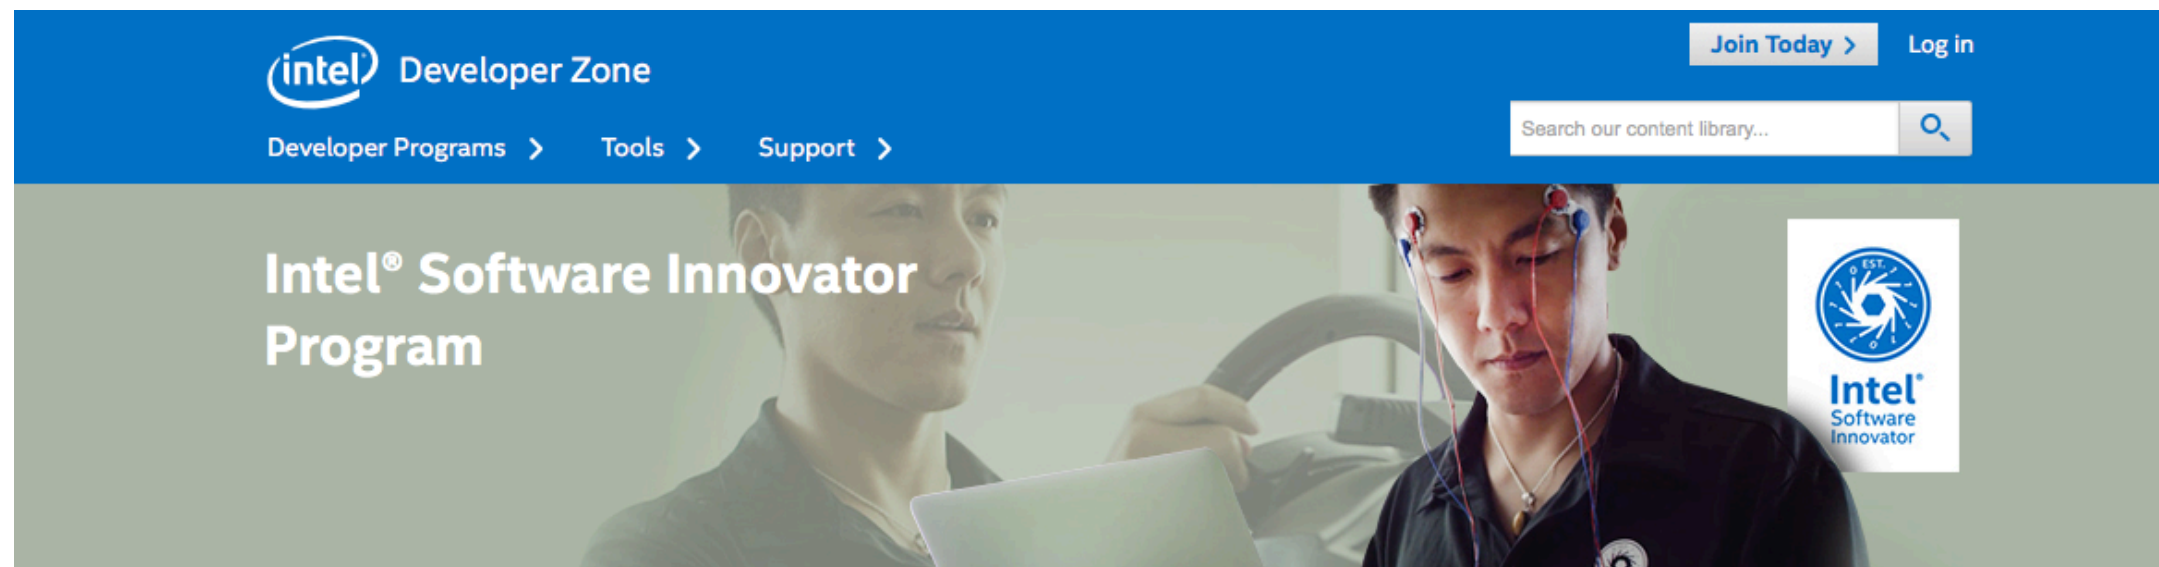 intel Developer Zone
Join Today >
Log in
Search our content library...
Developer Programs > Tools > Support >
Intel® Software Innovator
Program
EST.
Intel®
Software
Innovator